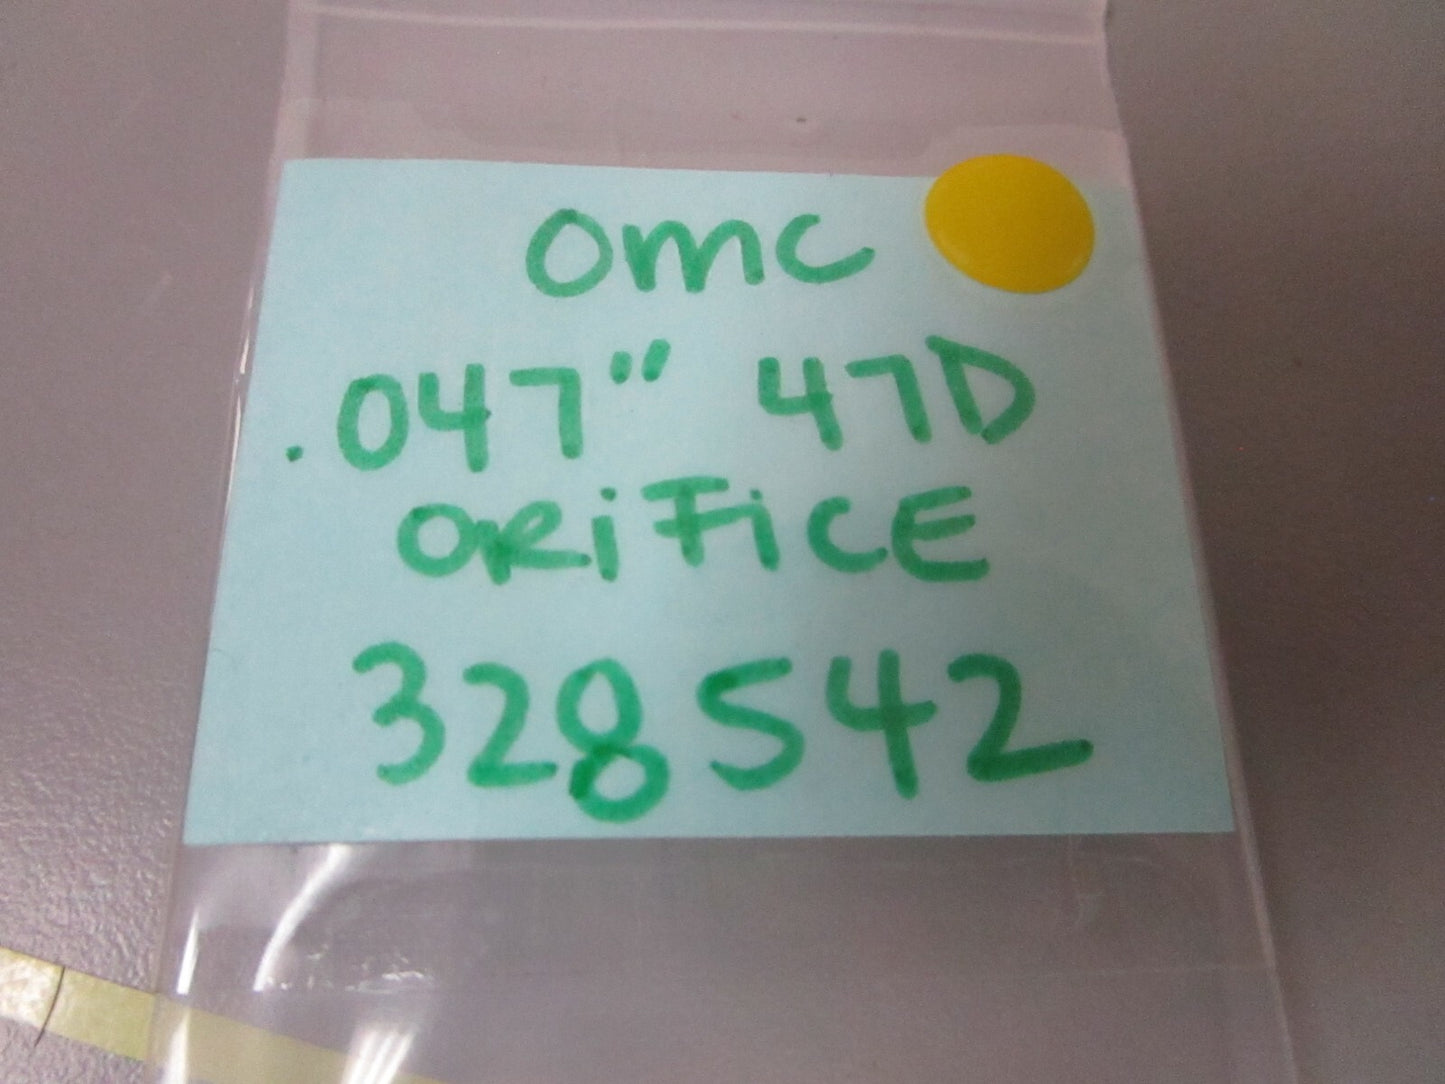 OMC
.047" 47D
ORiFiCE
328542